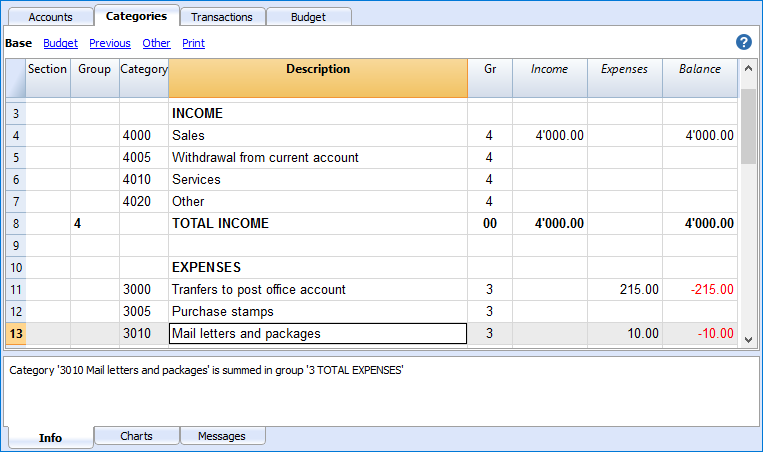 Accounts Categories Transactions Budget
Base Budget Previous Other Print ?
Section Group Category Description Gr Income Expenses Balance
3 INCOME
4 4000 Sales 4 4'000.00 4'000.00
5 4005 Withdrawal from current account 4
6 4010 Services 4
7 4020 Other 4
8 4 TOTAL INCOME 00 4'000.00 4'000.00
9
10 EXPENSES
11 3000 Tranfers to post office account 3 215.00 -215.00
12 3005 Purchase stamps 3
13 3010 Mail letters and packages 3 10.00 -10.00
Category '3010 Mail letters and packages' is summed in group '3 TOTAL EXPENSES'
Info Charts Messages